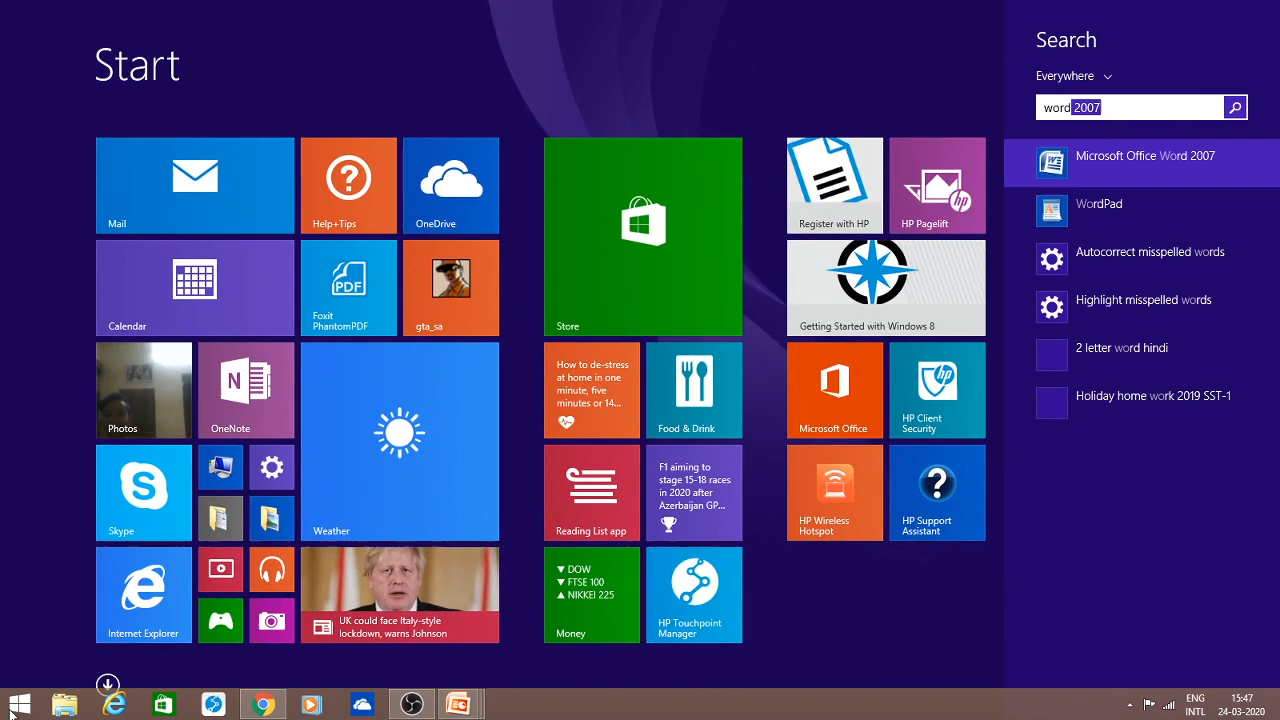 Start
Search
Everywhere
word 2007
Microsoft Office Word 2007
WordPad
Autocorrect misspelled words
Highlight misspelled words
2 letter word hindi
Holiday home work 2019 SST-1
Mail
Help+Tips
OneDrive
Calendar
PDF
Foxit
PhantomPDF
gta_sa
Photos
N
OneNote
Weather
S
Skype
Internet Explorer
UK could face Italy-style
lockdown, warns Johnson
Store
How to de-stress
at home in one
minute, five
minutes or 14...
Food & Drink
Reading List app
F1 aiming to
stage 15-18 races
in 2020 after
Azerbaijan GP...
▼ DOW
▼ FTSE 100
▲ NIKKEI 225
Money
HP Touchpoint
Manager
Register with HP
hp
HP Pagelift
Getting Started with Windows 8
Microsoft Office
hp
HP Client
Security
HP Wireless
Hotspot
?
HP Support
Assistant
ENG
INTL
15:47
24-03-2020